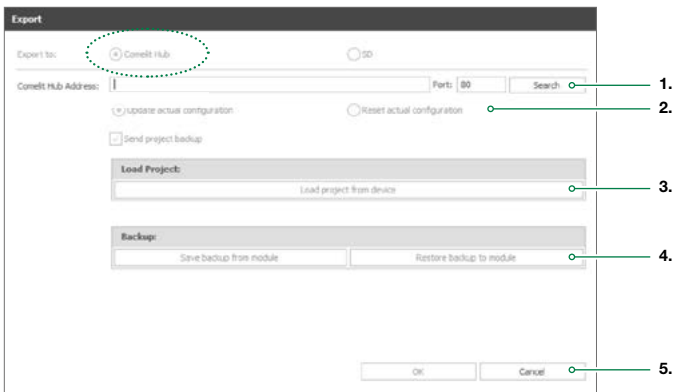 Export
Export to: Comelit Hub SD
Comelit Hub Address: Port: 80 Search 1.
Update actual configuration Reset actual configuration 2.
Send project backup
Load Project:
Load project from device 3.
Backup:
Save backup from module Restore backup to module 4.
OK Cancel 5.